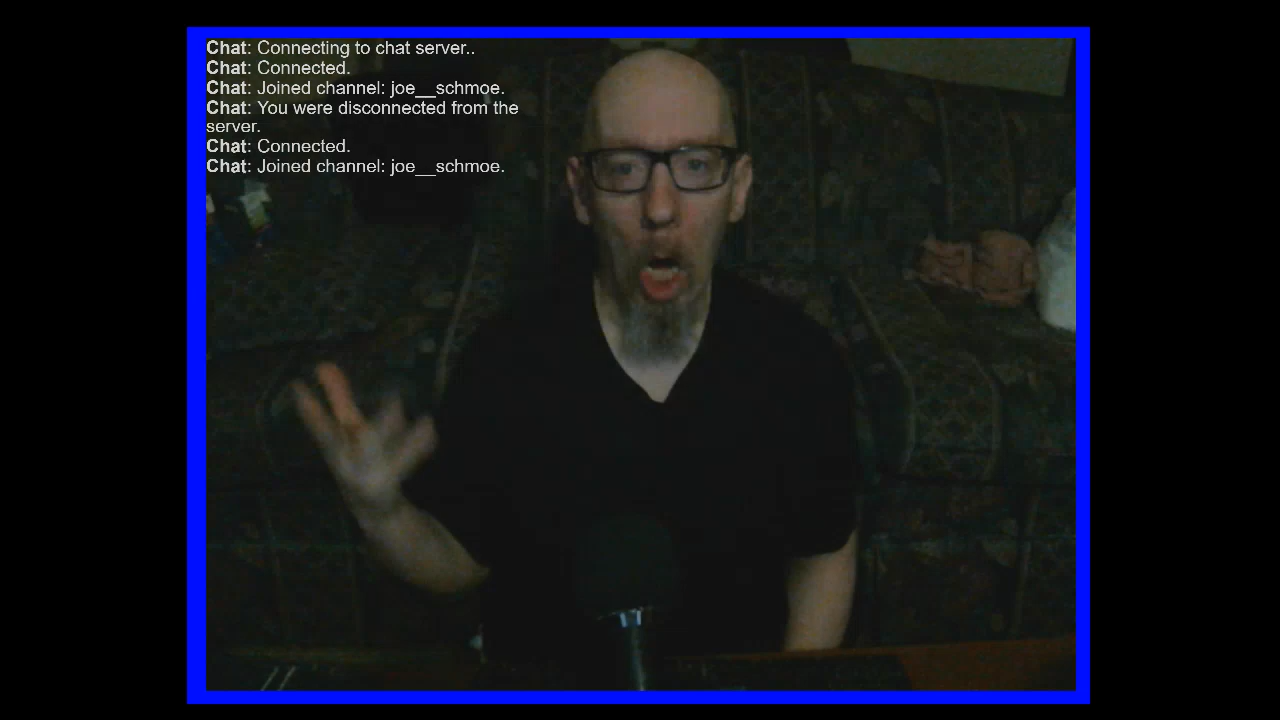 Chat: Connecting to chat server..
Chat: Connected.
Chat: Joined channel: joe__schmoe.
Chat: You were disconnected from the
server.
Chat: Connected.
Chat: Joined channel: joe__schmoe.